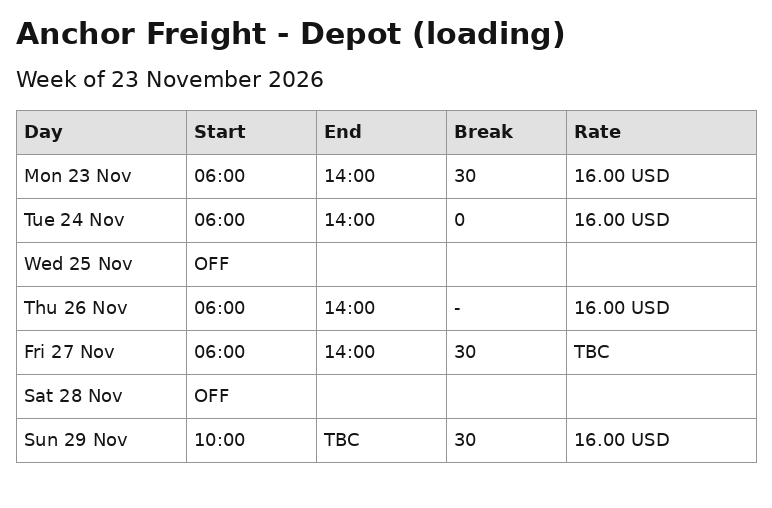 Anchor Freight - Depot (loading)
Week of 23 November 2026
Day Start End Break Rate
Mon 23 Nov 06:00 14:00 30 16.00 USD
Tue 24 Nov 06:00 14:00 0 16.00 USD
Wed 25 Nov OFF
Thu 26 Nov 06:00 14:00 - 16.00 USD
Fri 27 Nov 06:00 14:00 30 TBC
Sat 28 Nov OFF
Sun 29 Nov 10:00 TBC 30 16.00 USD